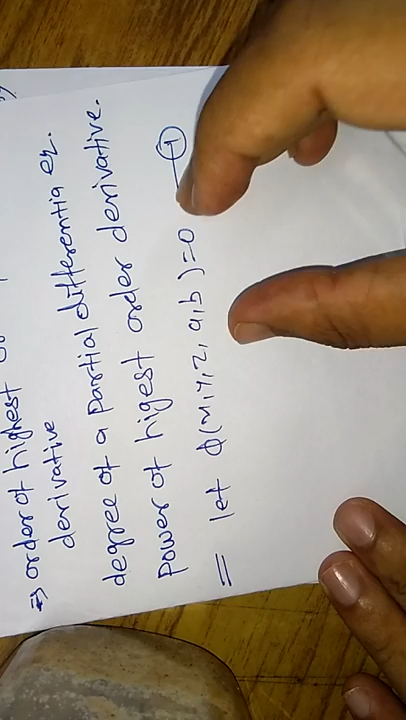 ⇒ order of highest
derivative
degree of a partial differentia eq.
power of higest order derivative.
= let ϕ(x,y,z,a,b)=0 —①